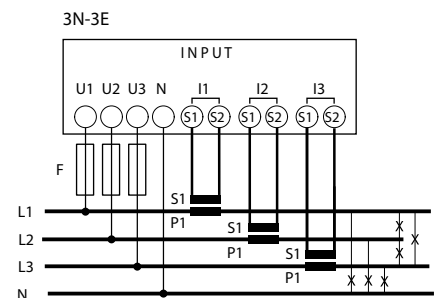 3N-3E
INPUT
U1 U2 U3 N I1 I2 I3
S1 S2 S1 S2 S1 S2
F
S1
L1
P1
S1
L2
P1
S1
L3
P1
N